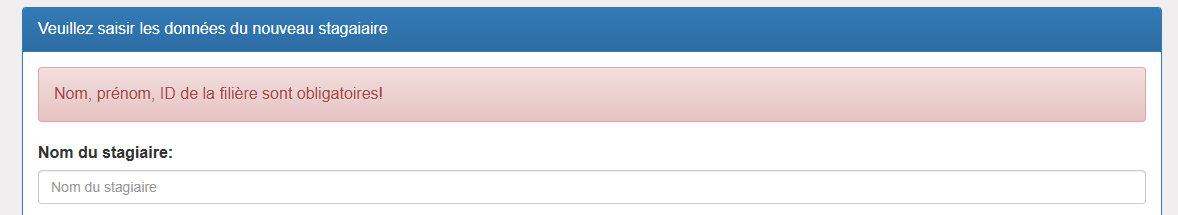 Veuillez saisir les données du nouveau stagaiaire
Nom, prénom, ID de la filière sont obligatoires!
Nom du stagiaire:
Nom du stagiaire